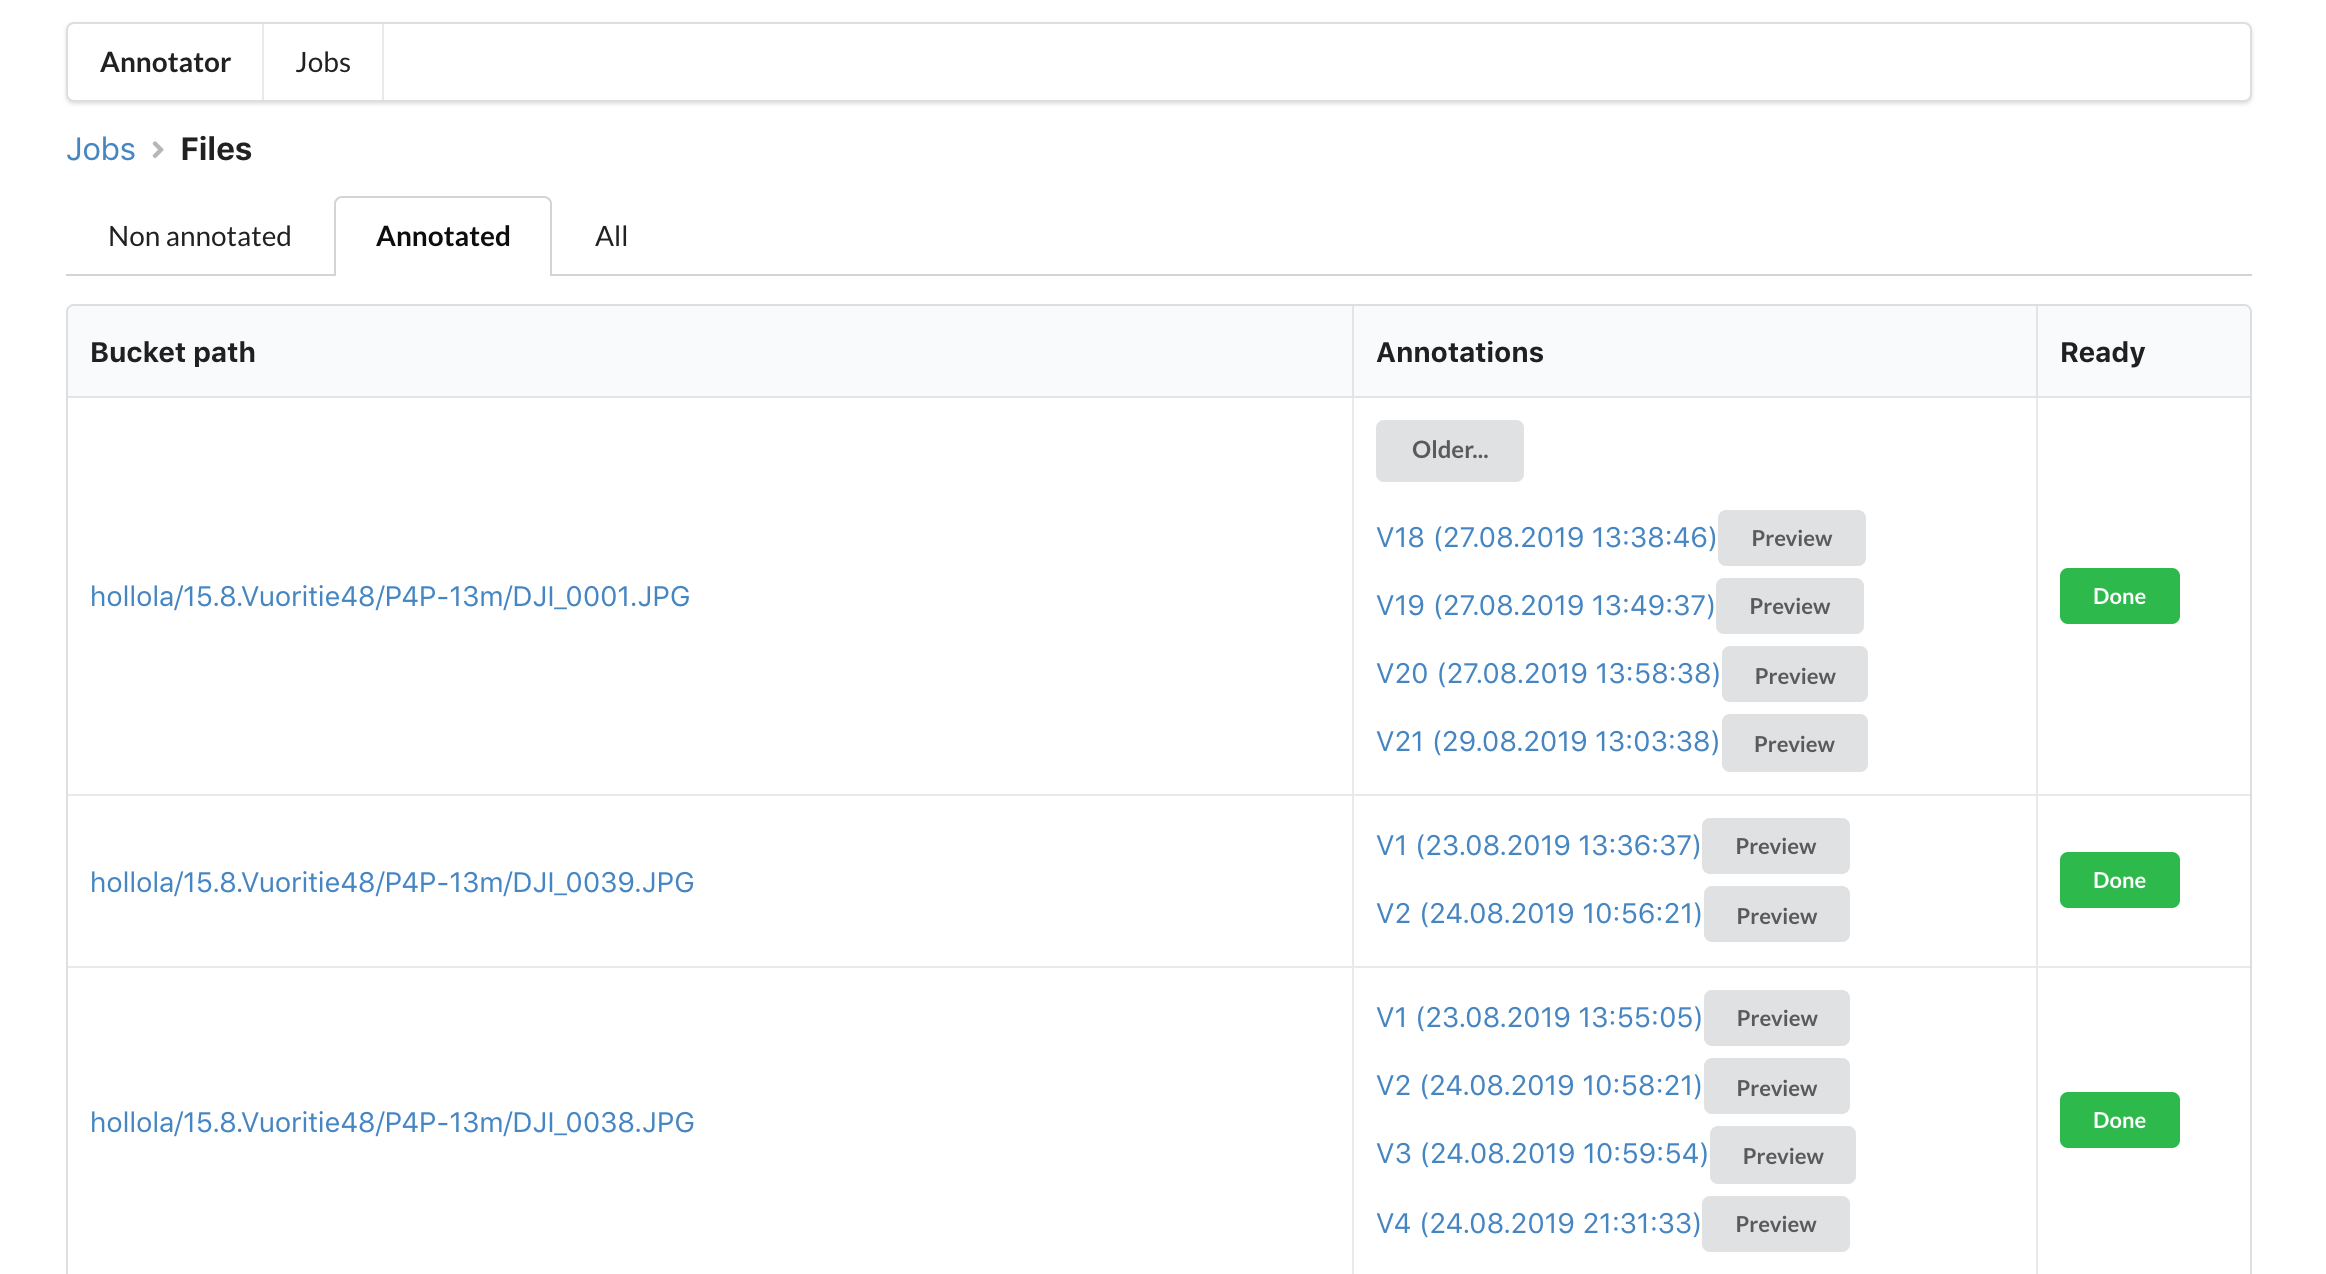 Annotator Jobs
Jobs > Files
Non annotated Annotated All
Bucket path Annotations Ready
Older...
V18 (27.08.2019 13:38:46) Preview
hollola/15.8.Vuoritie48/P4P-13m/DJI_0001.JPG
V19 (27.08.2019 13:49:37) Preview
Done
V20 (27.08.2019 13:58:38) Preview
V21 (29.08.2019 13:03:38) Preview
V1 (23.08.2019 13:36:37) Preview
hollola/15.8.Vuoritie48/P4P-13m/DJI_0039.JPG
Done
V2 (24.08.2019 10:56:21) Preview
V1 (23.08.2019 13:55:05) Preview
V2 (24.08.2019 10:58:21) Preview
hollola/15.8.Vuoritie48/P4P-13m/DJI_0038.JPG
Done
V3 (24.08.2019 10:59:54) Preview
V4 (24.08.2019 21:31:33) Preview